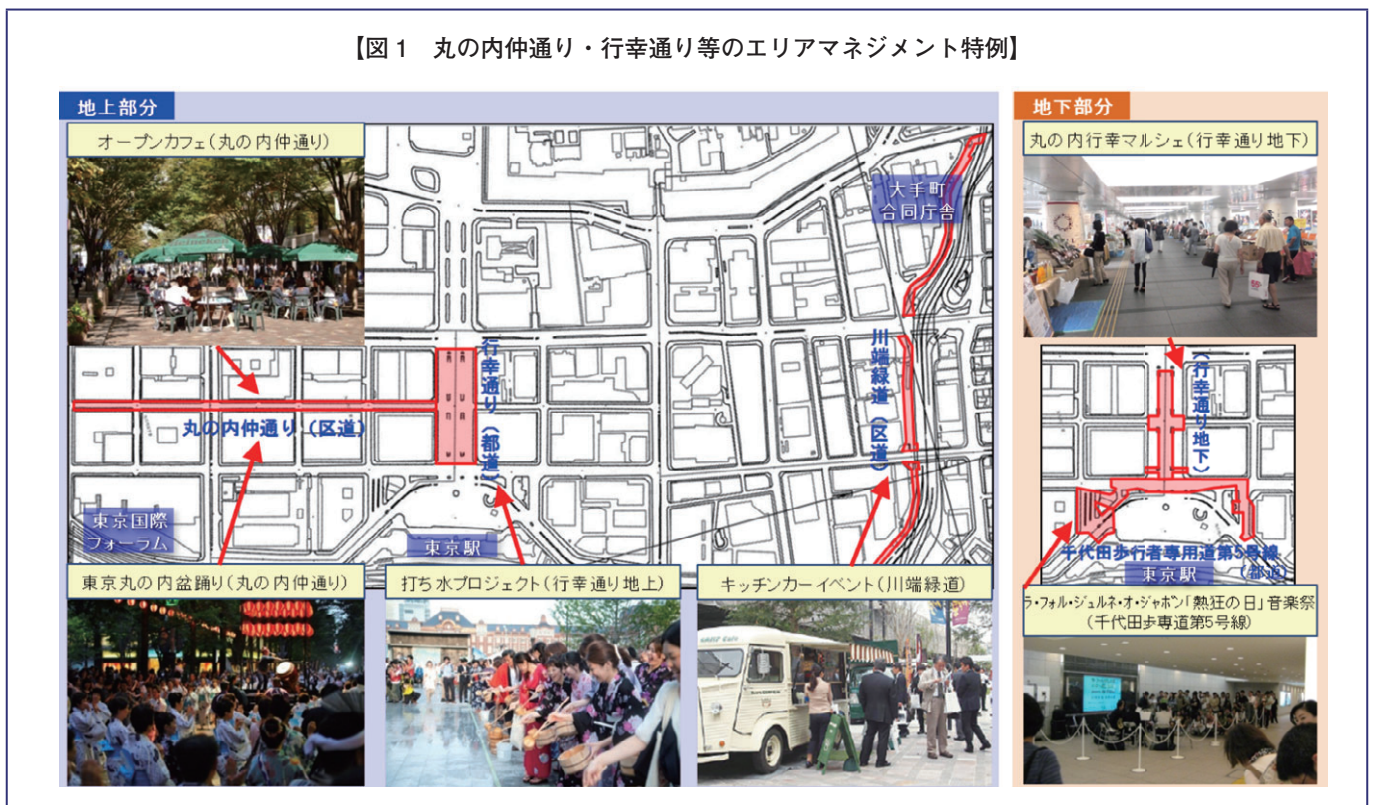 【図1 丸の内仲通り・行幸通り等のエリアマネジメント特例】
地上部分
オープンカフェ(丸の内仲通り)
大手町
合同庁舎
行幸通り(都道)
川端緑道(区道)
丸の内仲通り(区道)
東京国際
フォーラム
東京駅
東京丸の内盆踊り(丸の内仲通り)
打ち水プロジェクト(行幸通り地上)
キッチンカーイベント(川端緑道)
地下部分
丸の内行幸マルシェ(行幸通り地下)
(行幸通り地下)
千代田歩行者専用道第5号線
(都道)
東京駅
ラ・フォル・ジュルネ・オ・ジャポン「熱狂の日」音楽祭
(千代田歩専道第5号線)